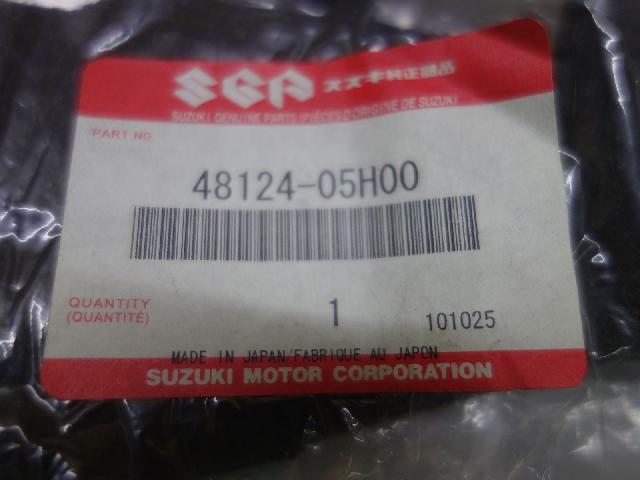 SGP スズキ純正部品
SUZUKI GENUINE PARTS/PIÈCES D'ORIGINE DE SUZUKI
PART NO.
48124-05H00
QUANTITY 1 101025
(QUANTITÉ)
MADE IN JAPAN/FABRIQUE AU JAPON
SUZUKI MOTOR CORPORATION